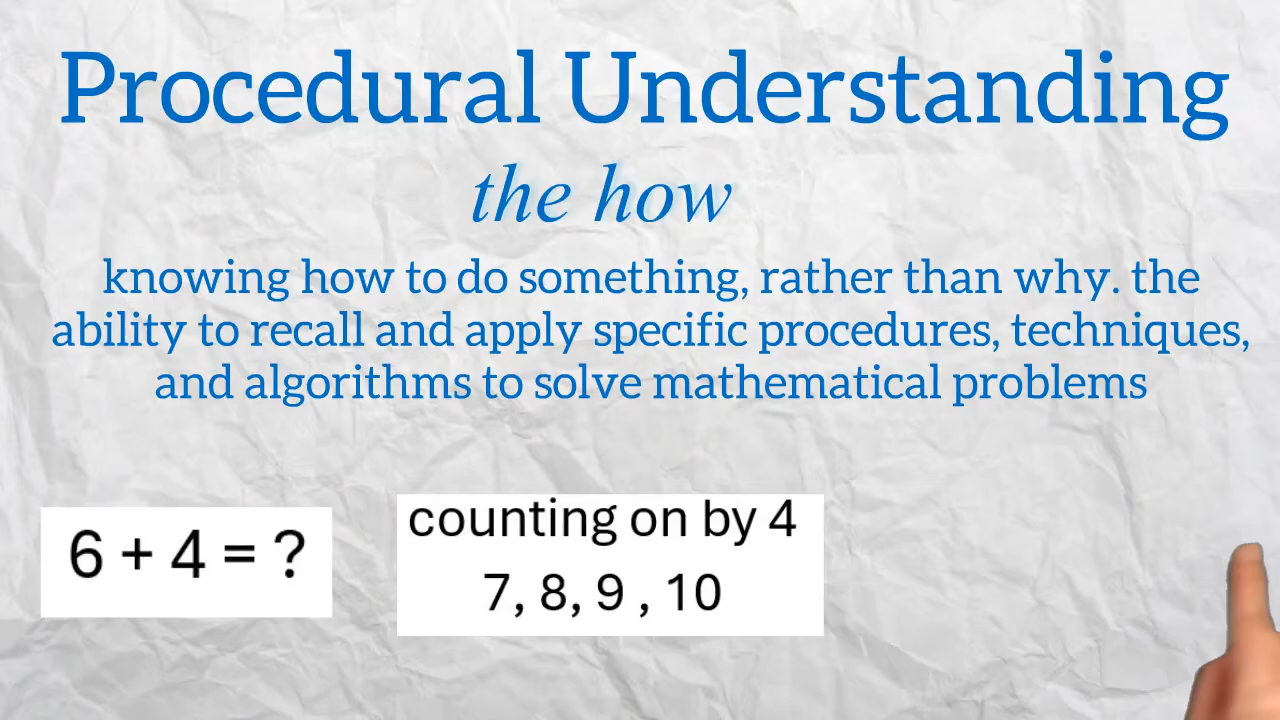 Procedural Understanding
the how
knowing how to do something, rather than why. the
ability to recall and apply specific procedures, techniques,
and algorithms to solve mathematical problems
6 + 4 = ?
counting on by 4
7, 8, 9 , 10